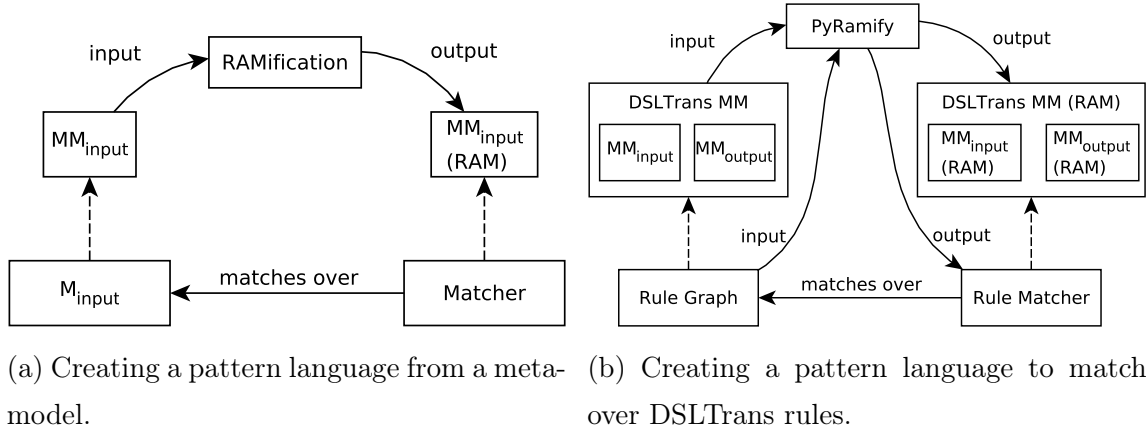 input
RAMification
output
MMinput
MMinput
(RAM)
Minput
matches over
Matcher
(a) Creating a pattern language from a meta-
model.
PyRamify
input
output
DSLTrans MM
MMinput
MMoutput
DSLTrans MM (RAM)
MMinput
(RAM)
MMoutput
(RAM)
input
output
Rule Graph
matches over
Rule Matcher
(b) Creating a pattern language to match
over DSLTrans rules.